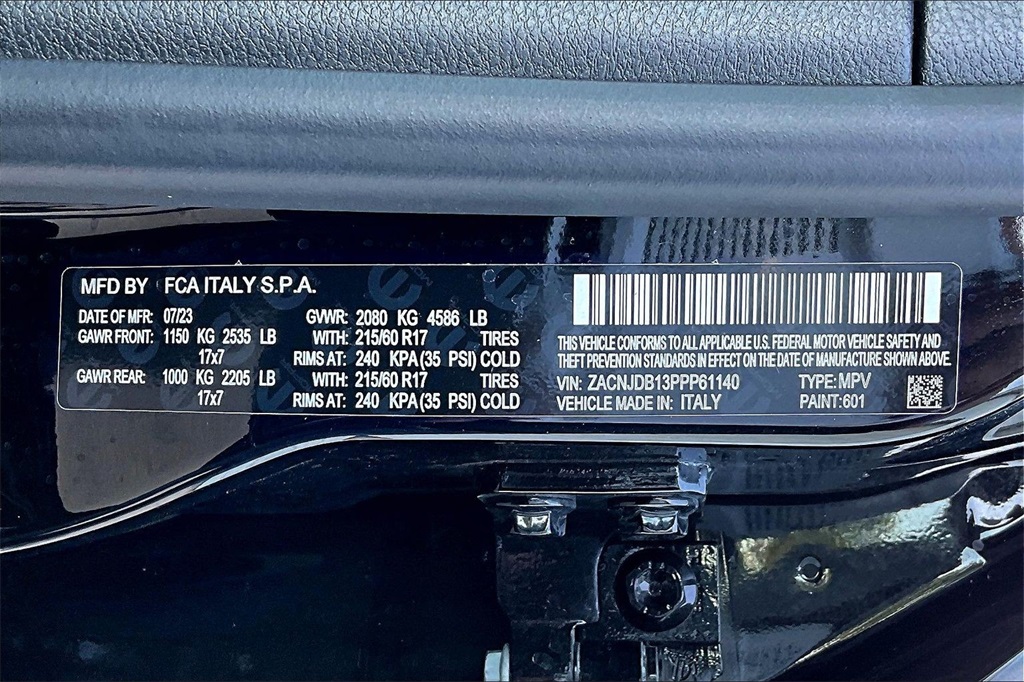 MFD BY FCA ITALY S.P.A.
DATE OF MFR: 07/23 GVWR: 2080 KG 4586 LB
GAWR FRONT: 1150 KG 2535 LB WITH: 215/60 R17 TIRES
17x7 RIMS AT: 240 KPA (35 PSI) COLD
GAWR REAR: 1000 KG 2205 LB WITH: 215/60 R17 TIRES
17x7 RIMS AT: 240 KPA (35 PSI) COLD
THIS VEHICLE CONFORMS TO ALL APPLICABLE U.S. FEDERAL MOTOR VEHICLE SAFETY AND
THEFT PREVENTION STANDARDS IN EFFECT ON THE DATE OF MANUFACTURE SHOWN ABOVE.
VIN: ZACNJDB13PPP61140 TYPE: MPV
VEHICLE MADE IN: ITALY PAINT: 601